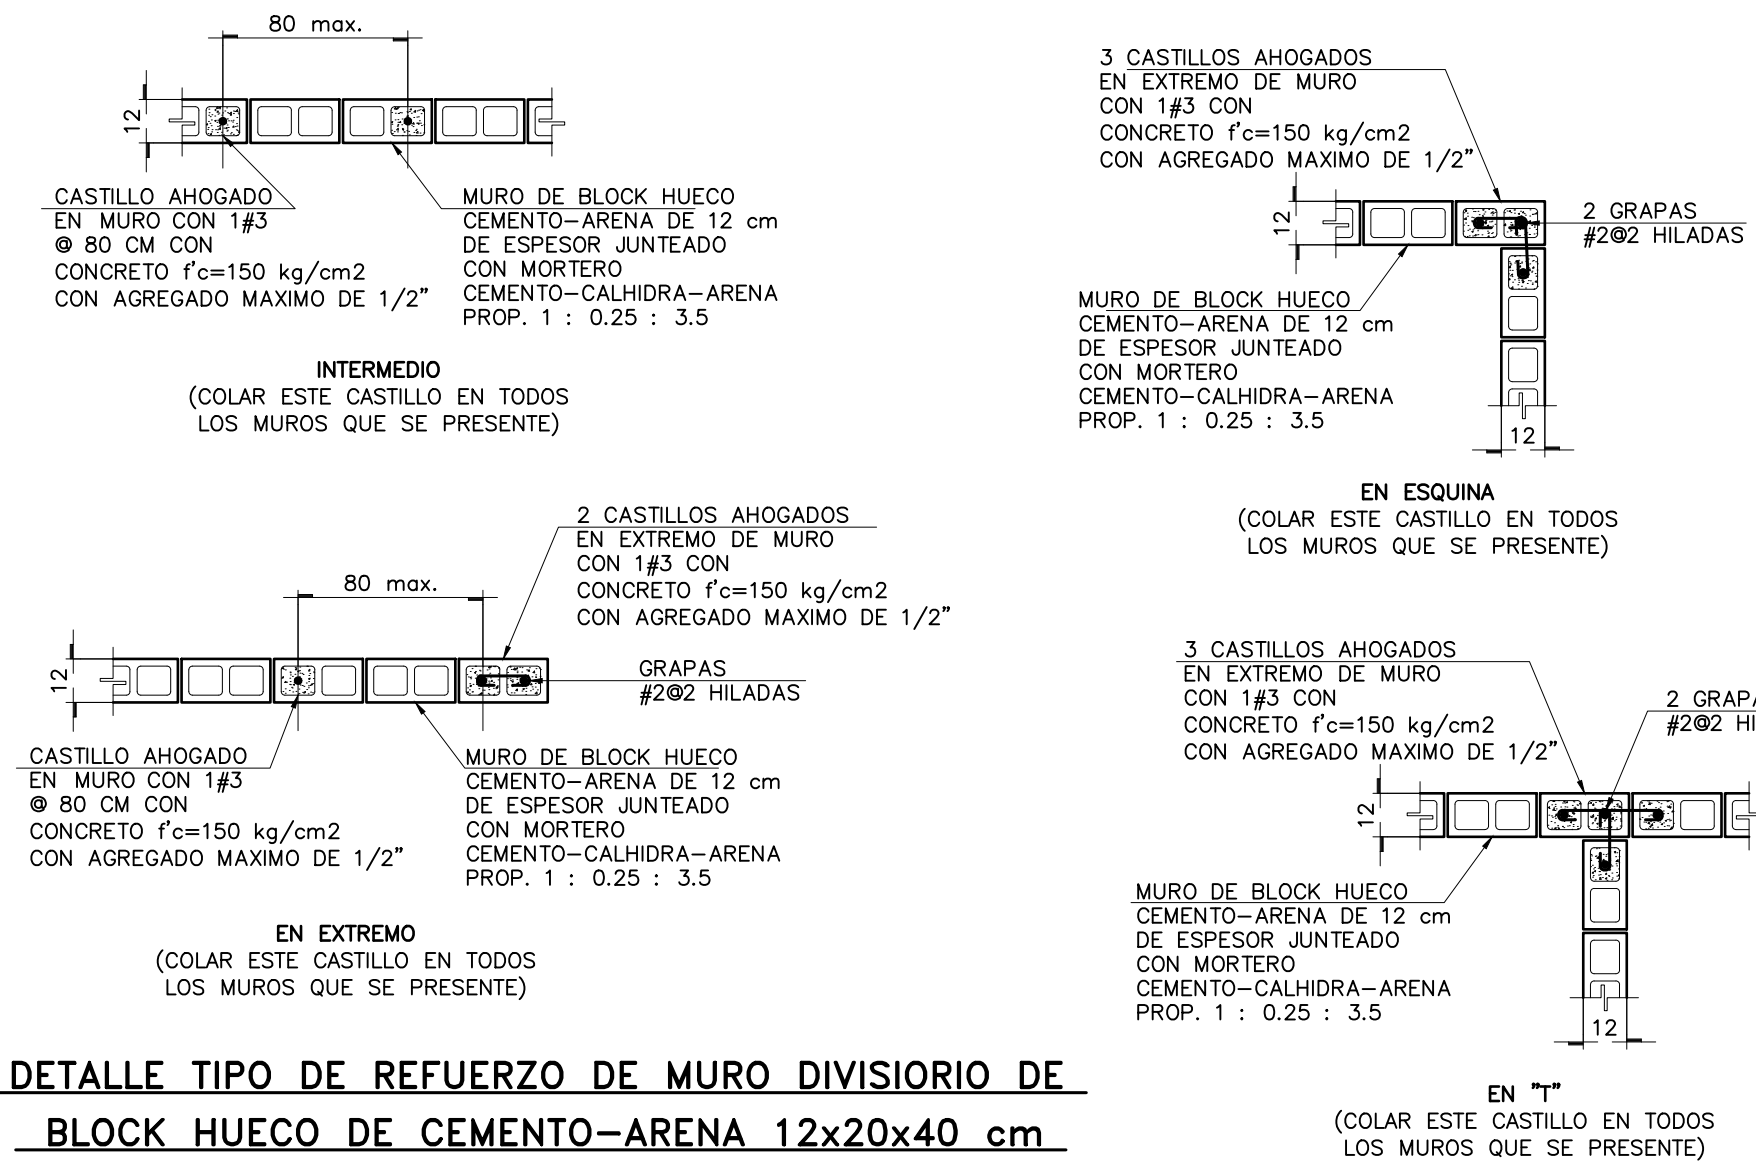 80 max.
12
CASTILLO AHOGADO
EN MURO CON 1#3
@ 80 CM CON
CONCRETO f'c=150 kg/cm2
CON AGREGADO MAXIMO DE 1/2"
MURO DE BLOCK HUECO
CEMENTO-ARENA DE 12 cm
DE ESPESOR JUNTEADO
CON MORTERO
CEMENTO-CALHIDRA-ARENA
PROP. 1 : 0.25 : 3.5
INTERMEDIO
(COLAR ESTE CASTILLO EN TODOS
LOS MUROS QUE SE PRESENTE)
3 CASTILLOS AHOGADOS
EN EXTREMO DE MURO
CON 1#3 CON
CONCRETO f'c=150 kg/cm2
CON AGREGADO MAXIMO DE 1/2"
12
2 GRAPAS
#2@2 HILADAS
MURO DE BLOCK HUECO
CEMENTO-ARENA DE 12 cm
DE ESPESOR JUNTEADO
CON MORTERO
CEMENTO-CALHIDRA-ARENA
PROP. 1 : 0.25 : 3.5
12
EN ESQUINA
(COLAR ESTE CASTILLO EN TODOS
LOS MUROS QUE SE PRESENTE)
2 CASTILLOS AHOGADOS
EN EXTREMO DE MURO
CON 1#3 CON
CONCRETO f'c=150 kg/cm2
CON AGREGADO MAXIMO DE 1/2"
80 max.
12
GRAPAS
#2@2 HILADAS
CASTILLO AHOGADO
EN MURO CON 1#3
@ 80 CM CON
CONCRETO f'c=150 kg/cm2
CON AGREGADO MAXIMO DE 1/2"
MURO DE BLOCK HUECO
CEMENTO-ARENA DE 12 cm
DE ESPESOR JUNTEADO
CON MORTERO
CEMENTO-CALHIDRA-ARENA
PROP. 1 : 0.25 : 3.5
EN EXTREMO
(COLAR ESTE CASTILLO EN TODOS
LOS MUROS QUE SE PRESENTE)
3 CASTILLOS AHOGADOS
EN EXTREMO DE MURO
CON 1#3 CON
CONCRETO f'c=150 kg/cm2
CON AGREGADO MAXIMO DE 1/2"
2
#2@2
12
MURO DE BLOCK HUECO
CEMENTO-ARENA DE 12 cm
DE ESPESOR JUNTEADO
CON MORTERO
CEMENTO-CALHIDRA-ARENA
PROP. 1 : 0.25 : 3.5
12
EN "T"
(COLAR ESTE CASTILLO EN TODOS
LOS MUROS QUE SE PRESENTE)
DETALLE TIPO DE REFUERZO DE MURO DIVISIORIO DE
BLOCK HUECO DE CEMENTO-ARENA 12x20x40 cm